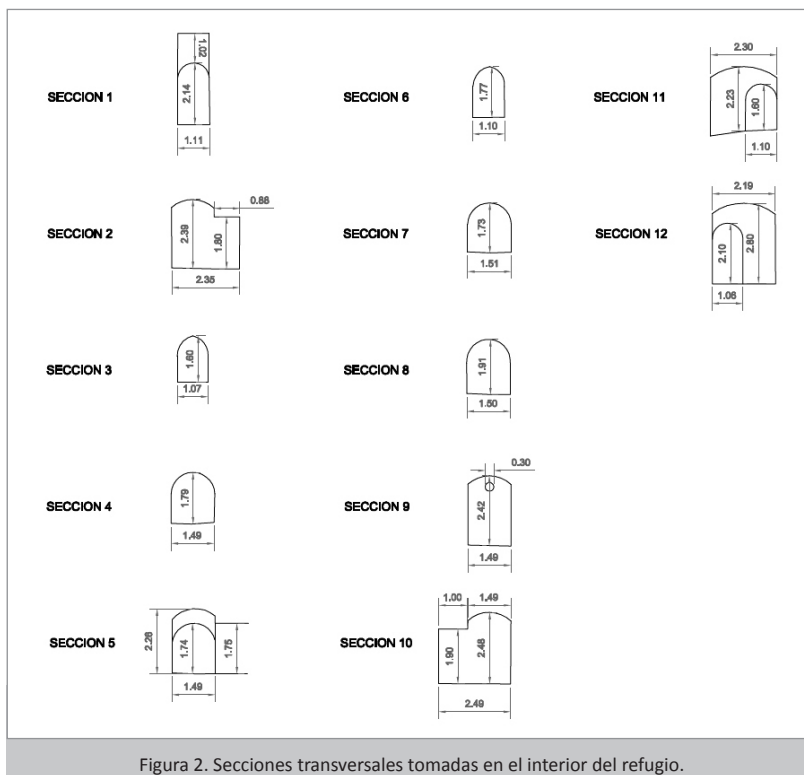 SECCION 1
1.02
2.14
1.11
SECCION 2
0.88
2.39
1.80
2.35
SECCION 3
1.60
1.07
SECCION 4
1.79
1.49
SECCION 5
2.26
1.74
1.75
1.49
SECCION 6
1.77
1.10
SECCION 7
1.73
1.51
SECCION 8
1.91
1.50
SECCION 9
0.30
2.42
1.49
SECCION 10
1.00
1.49
1.90
2.48
2.49
SECCION 11
2.30
2.23
1.60
1.10
SECCION 12
2.19
2.10
2.80
1.08
Figura 2. Secciones transversales tomadas en el interior del refugio.